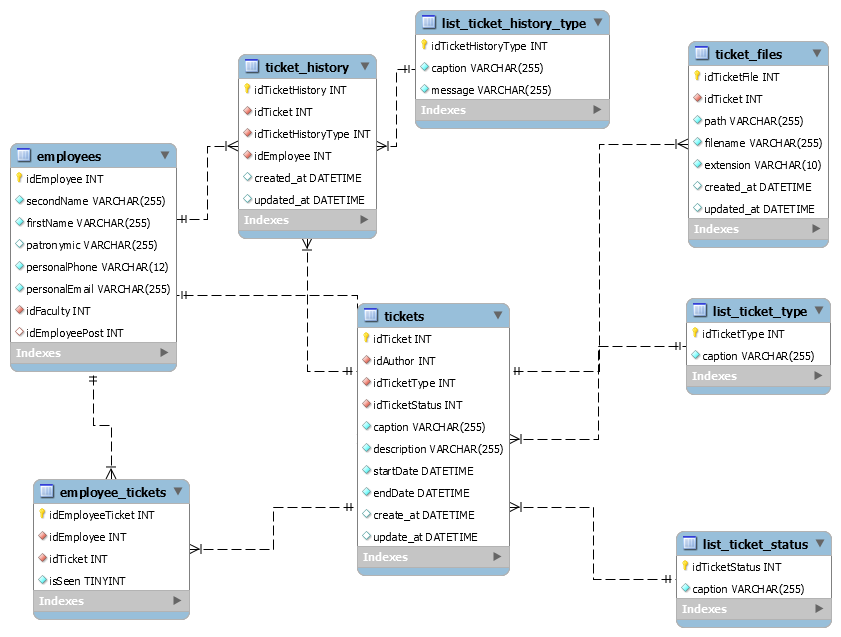 list_ticket_history_type
idTicketHistoryType INT
caption VARCHAR(255)
message VARCHAR(255)
Indexes
ticket_history
idTicketHistory INT
idTicket INT
idTicketHistoryType INT
idEmployee INT
created_at DATETIME
updated_at DATETIME
Indexes
ticket_files
idTicketFile INT
idTicket INT
path VARCHAR(255)
filename VARCHAR(255)
extension VARCHAR(10)
created_at DATETIME
updated_at DATETIME
Indexes
employees
idEmployee INT
secondName VARCHAR(255)
firstName VARCHAR(255)
patronymic VARCHAR(255)
personalPhone VARCHAR(12)
personalEmail VARCHAR(255)
idFaculty INT
idEmployeePost INT
Indexes
tickets
idTicket INT
idAuthor INT
idTicketType INT
idTicketStatus INT
caption VARCHAR(255)
description VARCHAR(255)
startDate DATETIME
endDate DATETIME
create_at DATETIME
update_at DATETIME
Indexes
list_ticket_type
idTicketType INT
caption VARCHAR(255)
Indexes
employee_tickets
idEmployeeTicket INT
idEmployee INT
idTicket INT
isSeen TINYINT
Indexes
list_ticket_status
idTicketStatus INT
caption VARCHAR(255)
Indexes